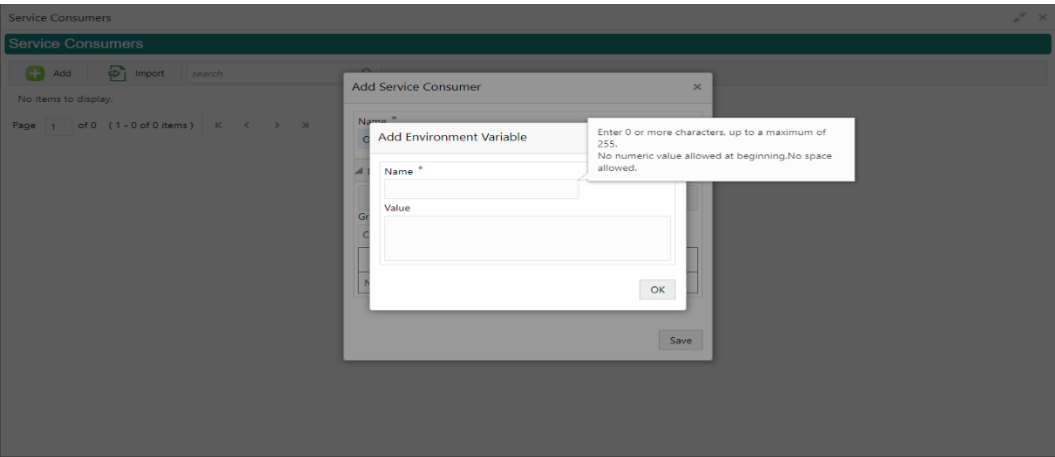 Service Consumers
Service Consumers
Add Import search
No items to display.
Page 1 of 0 ( 1 - 0 of 0 items )
Add Service Consumer
Name *
Add Environment Variable
Enter 0 or more characters, up to a maximum of
255.
No numeric value allowed at beginning.No space
allowed.
Name *
Value
Gr
OK
Save